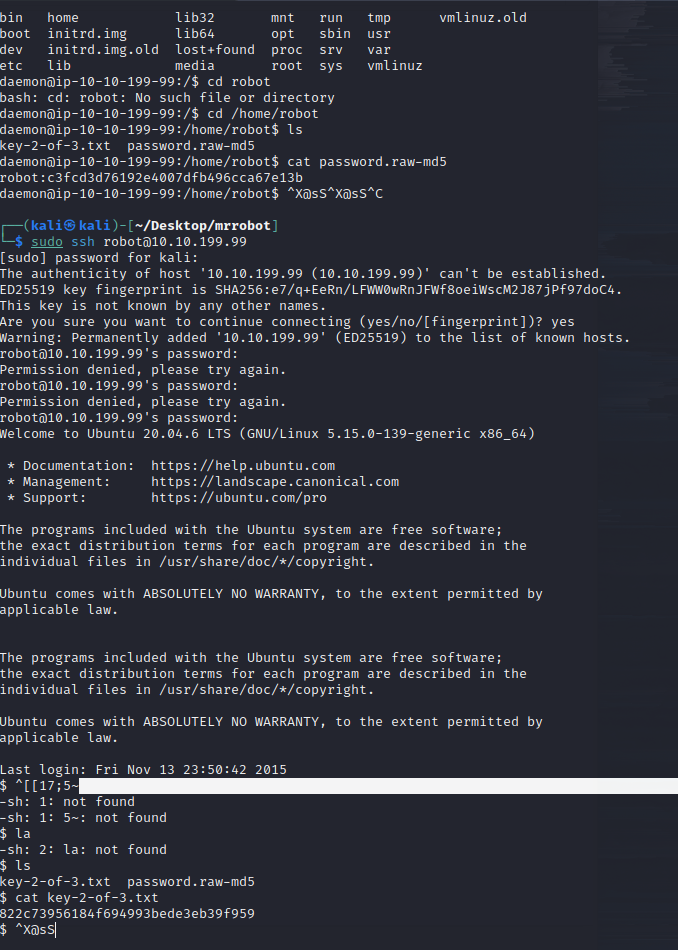 bin   home            lib32       mnt   run   tmp      vmlinuz.old
boot  initrd.img      lib64       opt   sbin  usr
dev   initrd.img.old  lost+found  proc  srv   var
etc   lib             media       root  sys   vmlinuz
daemon@ip-10-10-199-99:/$ cd robot
bash: cd: robot: No such file or directory
daemon@ip-10-10-199-99:/$ cd /home/robot
daemon@ip-10-10-199-99:/home/robot$ ls
key-2-of-3.txt  password.raw-md5
daemon@ip-10-10-199-99:/home/robot$ cat password.raw-md5
robot:c3fcd3d76192e4007dfb496cca67e13b
daemon@ip-10-10-199-99:/home/robot$ ^X@sS^X@sS^C
┌──(kali㉿kali)-[~/Desktop/mrrobot]
└─$ sudo ssh robot@10.10.199.99
[sudo] password for kali:
The authenticity of host '10.10.199.99 (10.10.199.99)' can't be established.
ED25519 key fingerprint is SHA256:e7/q+EeRn/LFWW0wRnJFWf8oeiWscM2J87jPf97doC4.
This key is not known by any other names.
Are you sure you want to continue connecting (yes/no/[fingerprint])? yes
Warning: Permanently added '10.10.199.99' (ED25519) to the list of known hosts.
robot@10.10.199.99's password:
Permission denied, please try again.
robot@10.10.199.99's password:
Permission denied, please try again.
robot@10.10.199.99's password:
Welcome to Ubuntu 20.04.6 LTS (GNU/Linux 5.15.0-139-generic x86_64)
 * Documentation:  https://help.ubuntu.com
 * Management:     https://landscape.canonical.com
 * Support:        https://ubuntu.com/pro
The programs included with the Ubuntu system are free software;
the exact distribution terms for each program are described in the
individual files in /usr/share/doc/*/copyright.
Ubuntu comes with ABSOLUTELY NO WARRANTY, to the extent permitted by
applicable law.
The programs included with the Ubuntu system are free software;
the exact distribution terms for each program are described in the
individual files in /usr/share/doc/*/copyright.
Ubuntu comes with ABSOLUTELY NO WARRANTY, to the extent permitted by
applicable law.
Last login: Fri Nov 13 23:50:42 2015
$ ^[[17;5~
-sh: 1: not found
-sh: 1: 5~: not found
$ la
-sh: 2: la: not found
$ ls
key-2-of-3.txt  password.raw-md5
$ cat key-2-of-3.txt
822c73956184f694993bede3eb39f959
$ ^X@sS